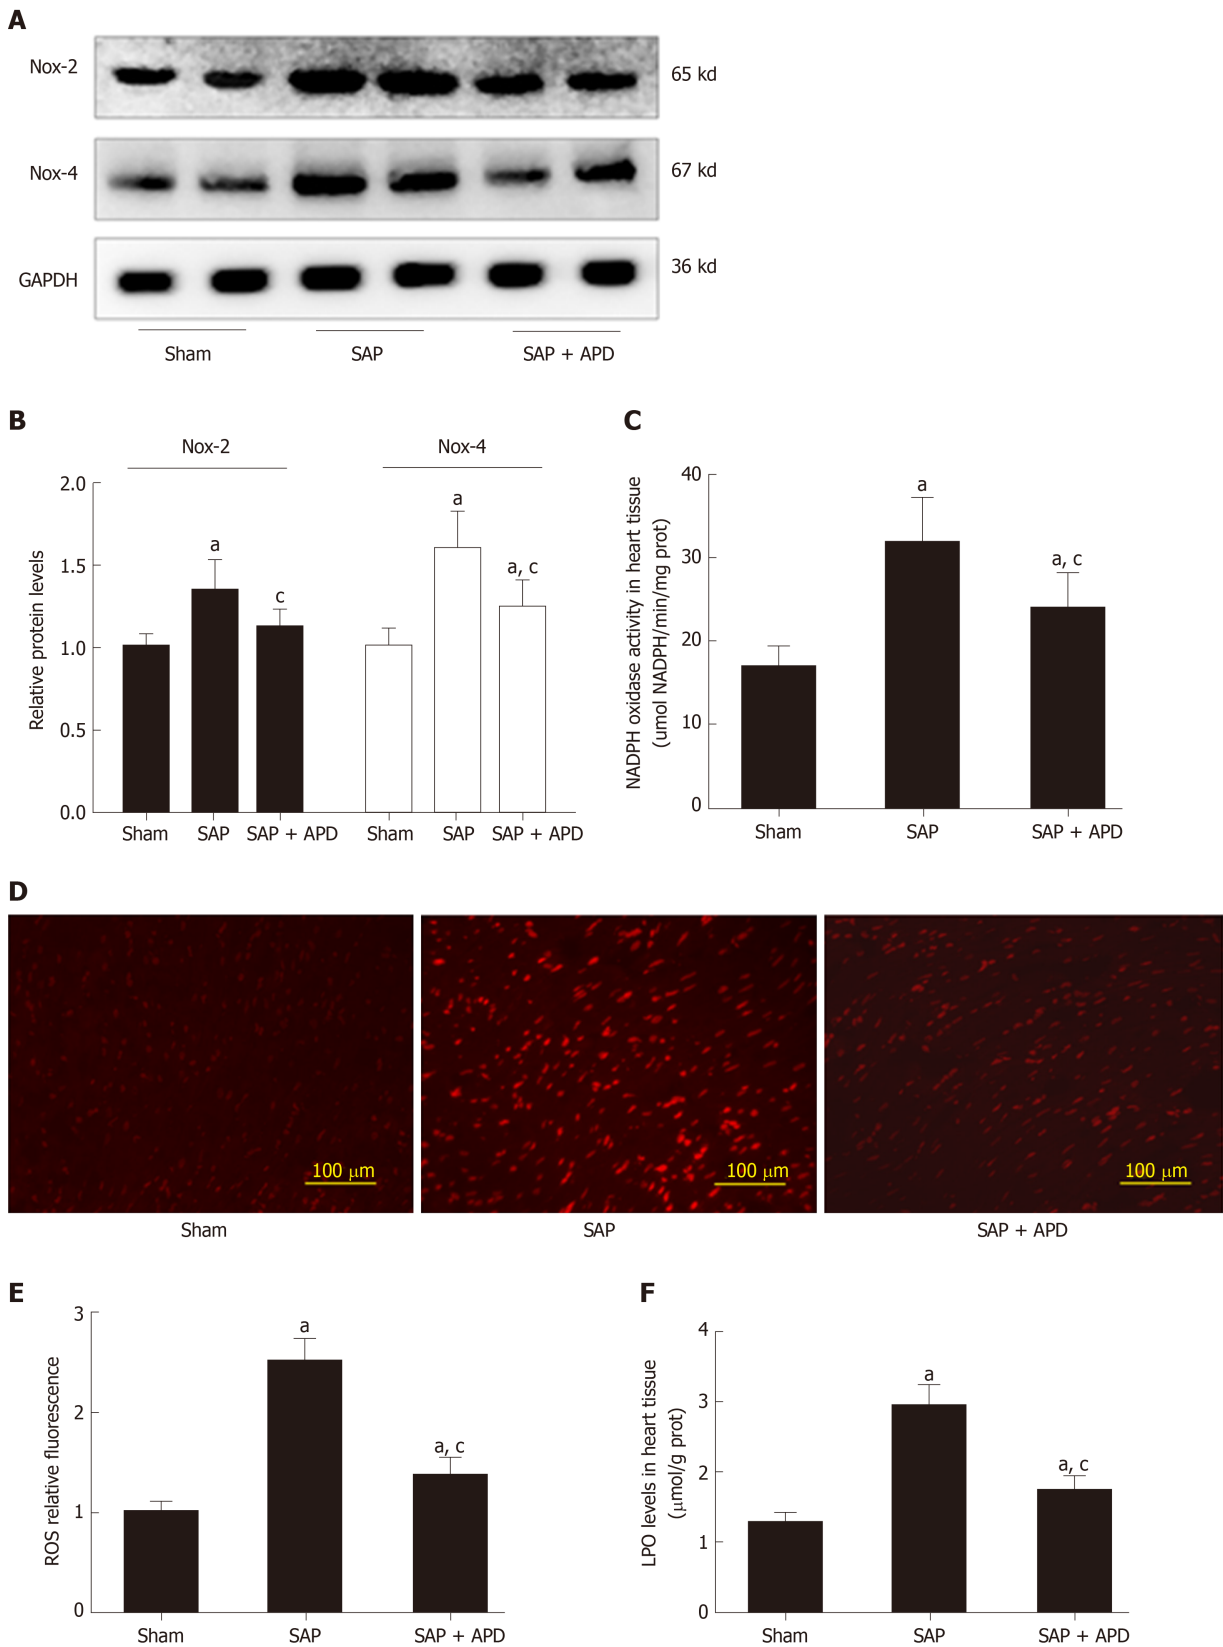 A
Nox-2
65 kd
Nox-4
67 kd
GAPDH
36 kd
Sham
SAP
SAP + APD
B
Nox-2
Nox-4
Relative protein levels
2.0
1.5
1.0
0.5
0.0
a
c
a
a, c
Sham
SAP
SAP + APD
Sham
SAP
SAP + APD
C
NADPH oxidase activity in heart tissue
(umol NADPH/min/mg prot)
40
30
20
10
0
a
a, c
Sham
SAP
SAP + APD
D
100 μm
100 μm
100 μm
Sham
SAP
SAP + APD
E
ROS relative fluorescence
3
2
1
0
a
a, c
Sham
SAP
SAP + APD
F
LPO levels in heart tissue
(μmol/g prot)
4
3
2
1
0
a
a, c
Sham
SAP
SAP + APD